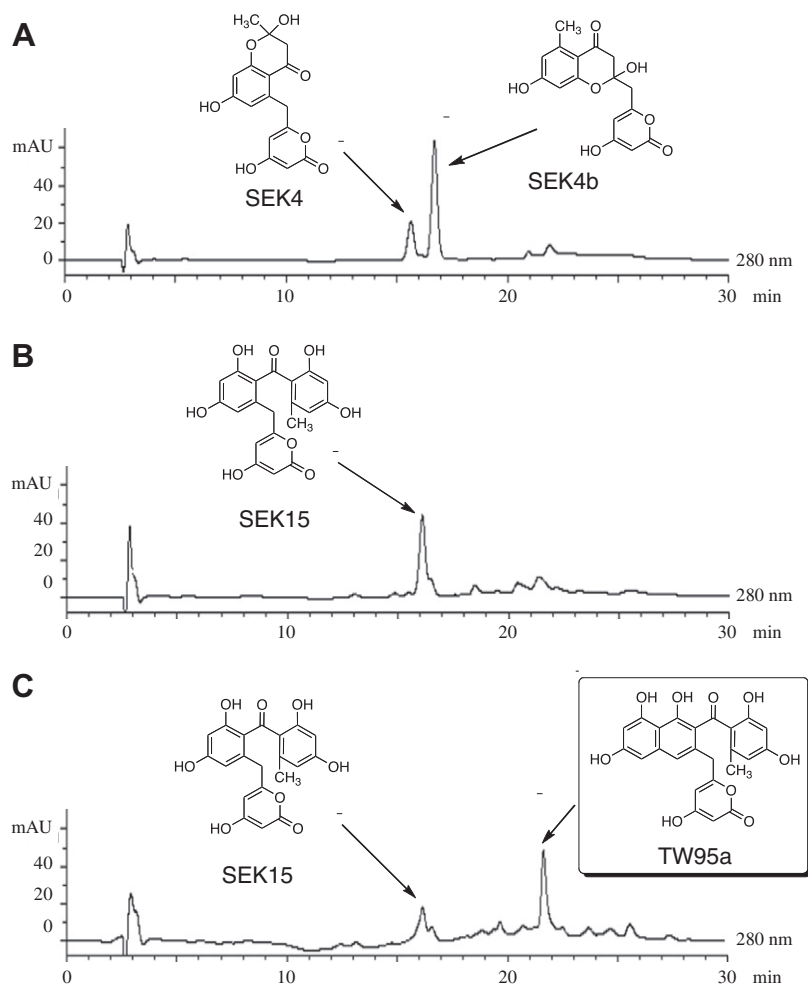 A
H₃C OH
O
O
HO
O
HO O
SEK4
CH₃ O
OH
HO O
O
HO O
SEK4b
mAU
40
20
0
280 nm
0 10 20 30
min
B
OH O OH
HO OH
CH₃
O
HO O
SEK15
mAU
40
20
0
280 nm
0 10 20 30
min
C
OH O OH
HO OH
CH₃
O
HO O
SEK15
OH OH O OH
HO OH
CH₃
O
HO O
TW95a
mAU
40
20
0
280 nm
0 10 20 30
min